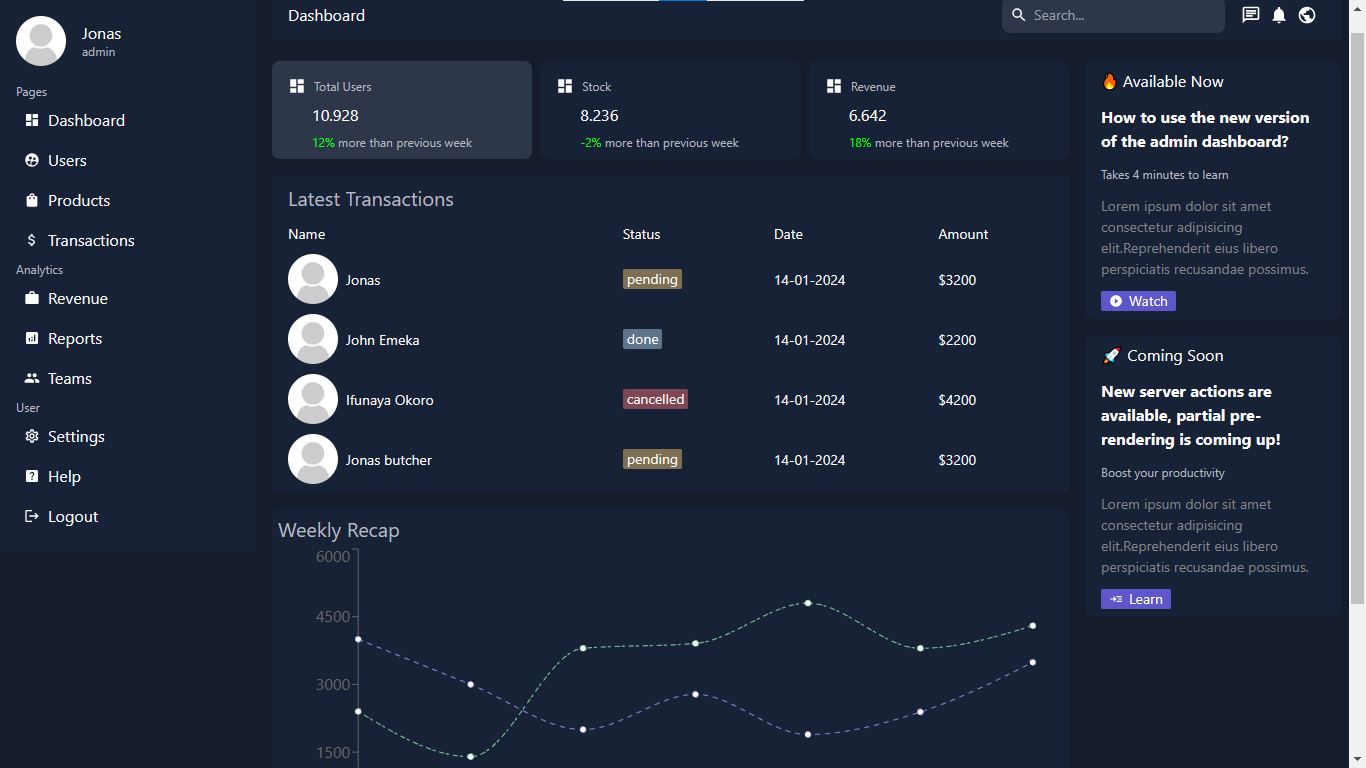 Jonas
admin
Pages
Dashboard
Users
Products
Transactions
Analytics
Revenue
Reports
Teams
User
Settings
Help
Logout
Dashboard
Search...
Total Users
10.928
12% more than previous week
Stock
8.236
-2% more than previous week
Revenue
6.642
18% more than previous week
Latest Transactions
Name Status Date Amount
Jonas pending 14-01-2024 $3200
John Emeka done 14-01-2024 $2200
Ifunaya Okoro cancelled 14-01-2024 $4200
Jonas butcher pending 14-01-2024 $3200
Weekly Recap
6000
4500
3000
1500
🔥 Available Now
How to use the new version
of the admin dashboard?
Takes 4 minutes to learn
Lorem ipsum dolor sit amet
consectetur adipisicing
elit.Reprehenderit eius libero
perspiciatis recusandae possimus.
Watch
🚀 Coming Soon
New server actions are
available, partial pre-
rendering is coming up!
Boost your productivity
Lorem ipsum dolor sit amet
consectetur adipisicing
elit.Reprehenderit eius libero
perspiciatis recusandae possimus.
Learn